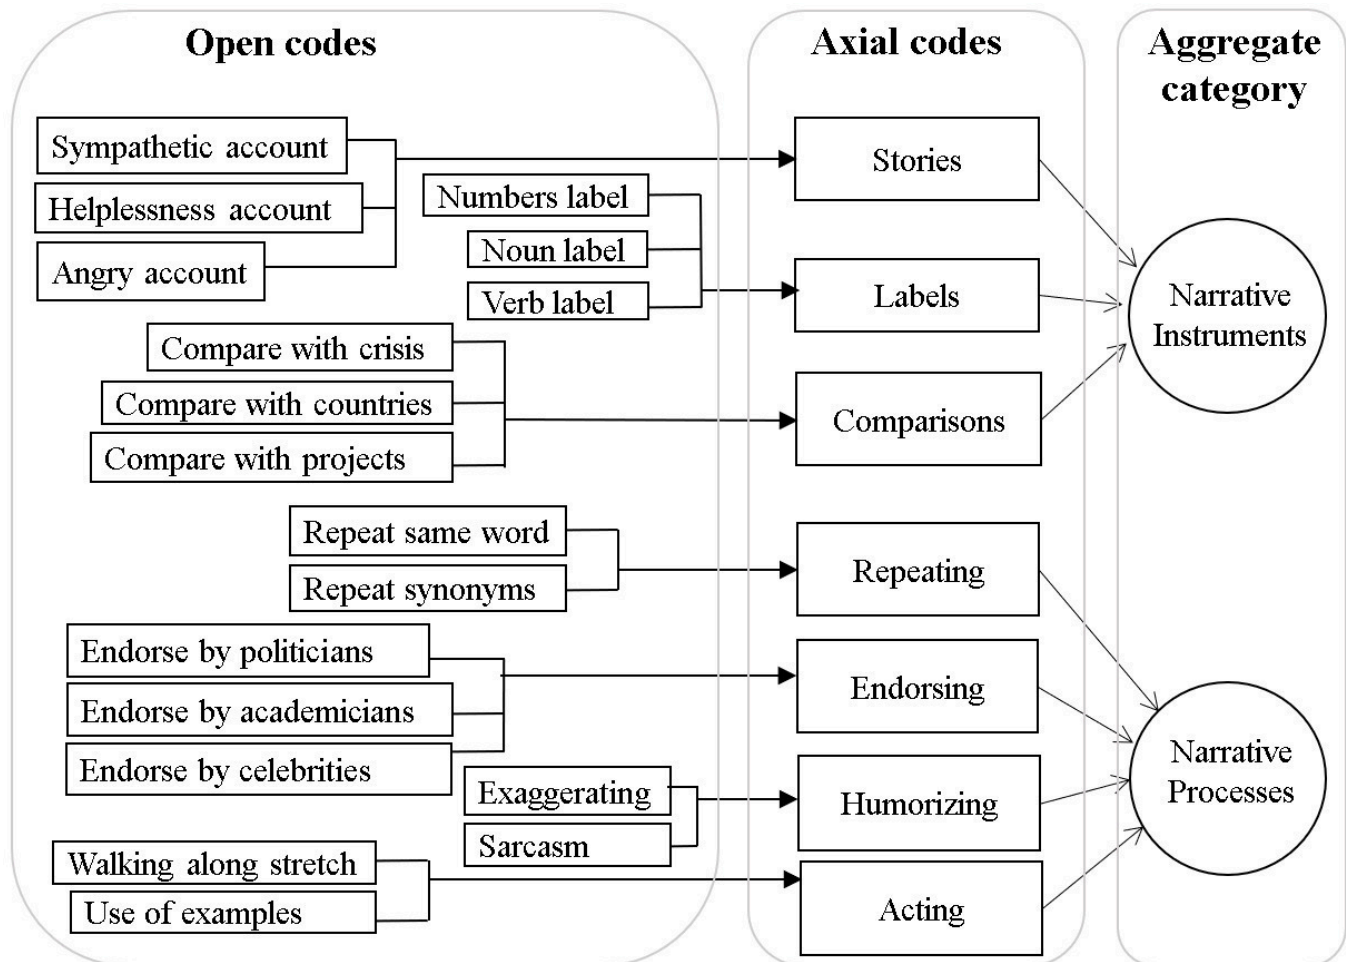 Open codes
Axial codes
Aggregate
category
Sympathetic account
Helplessness account
Angry account
Numbers label
Noun label
Verb label
Compare with crisis
Compare with countries
Compare with projects
Repeat same word
Repeat synonyms
Endorse by politicians
Endorse by academicians
Endorse by celebrities
Exaggerating
Sarcasm
Walking along stretch
Use of examples
Stories
Labels
Comparisons
Repeating
Endorsing
Humorizing
Acting
Narrative
Instruments
Narrative
Processes